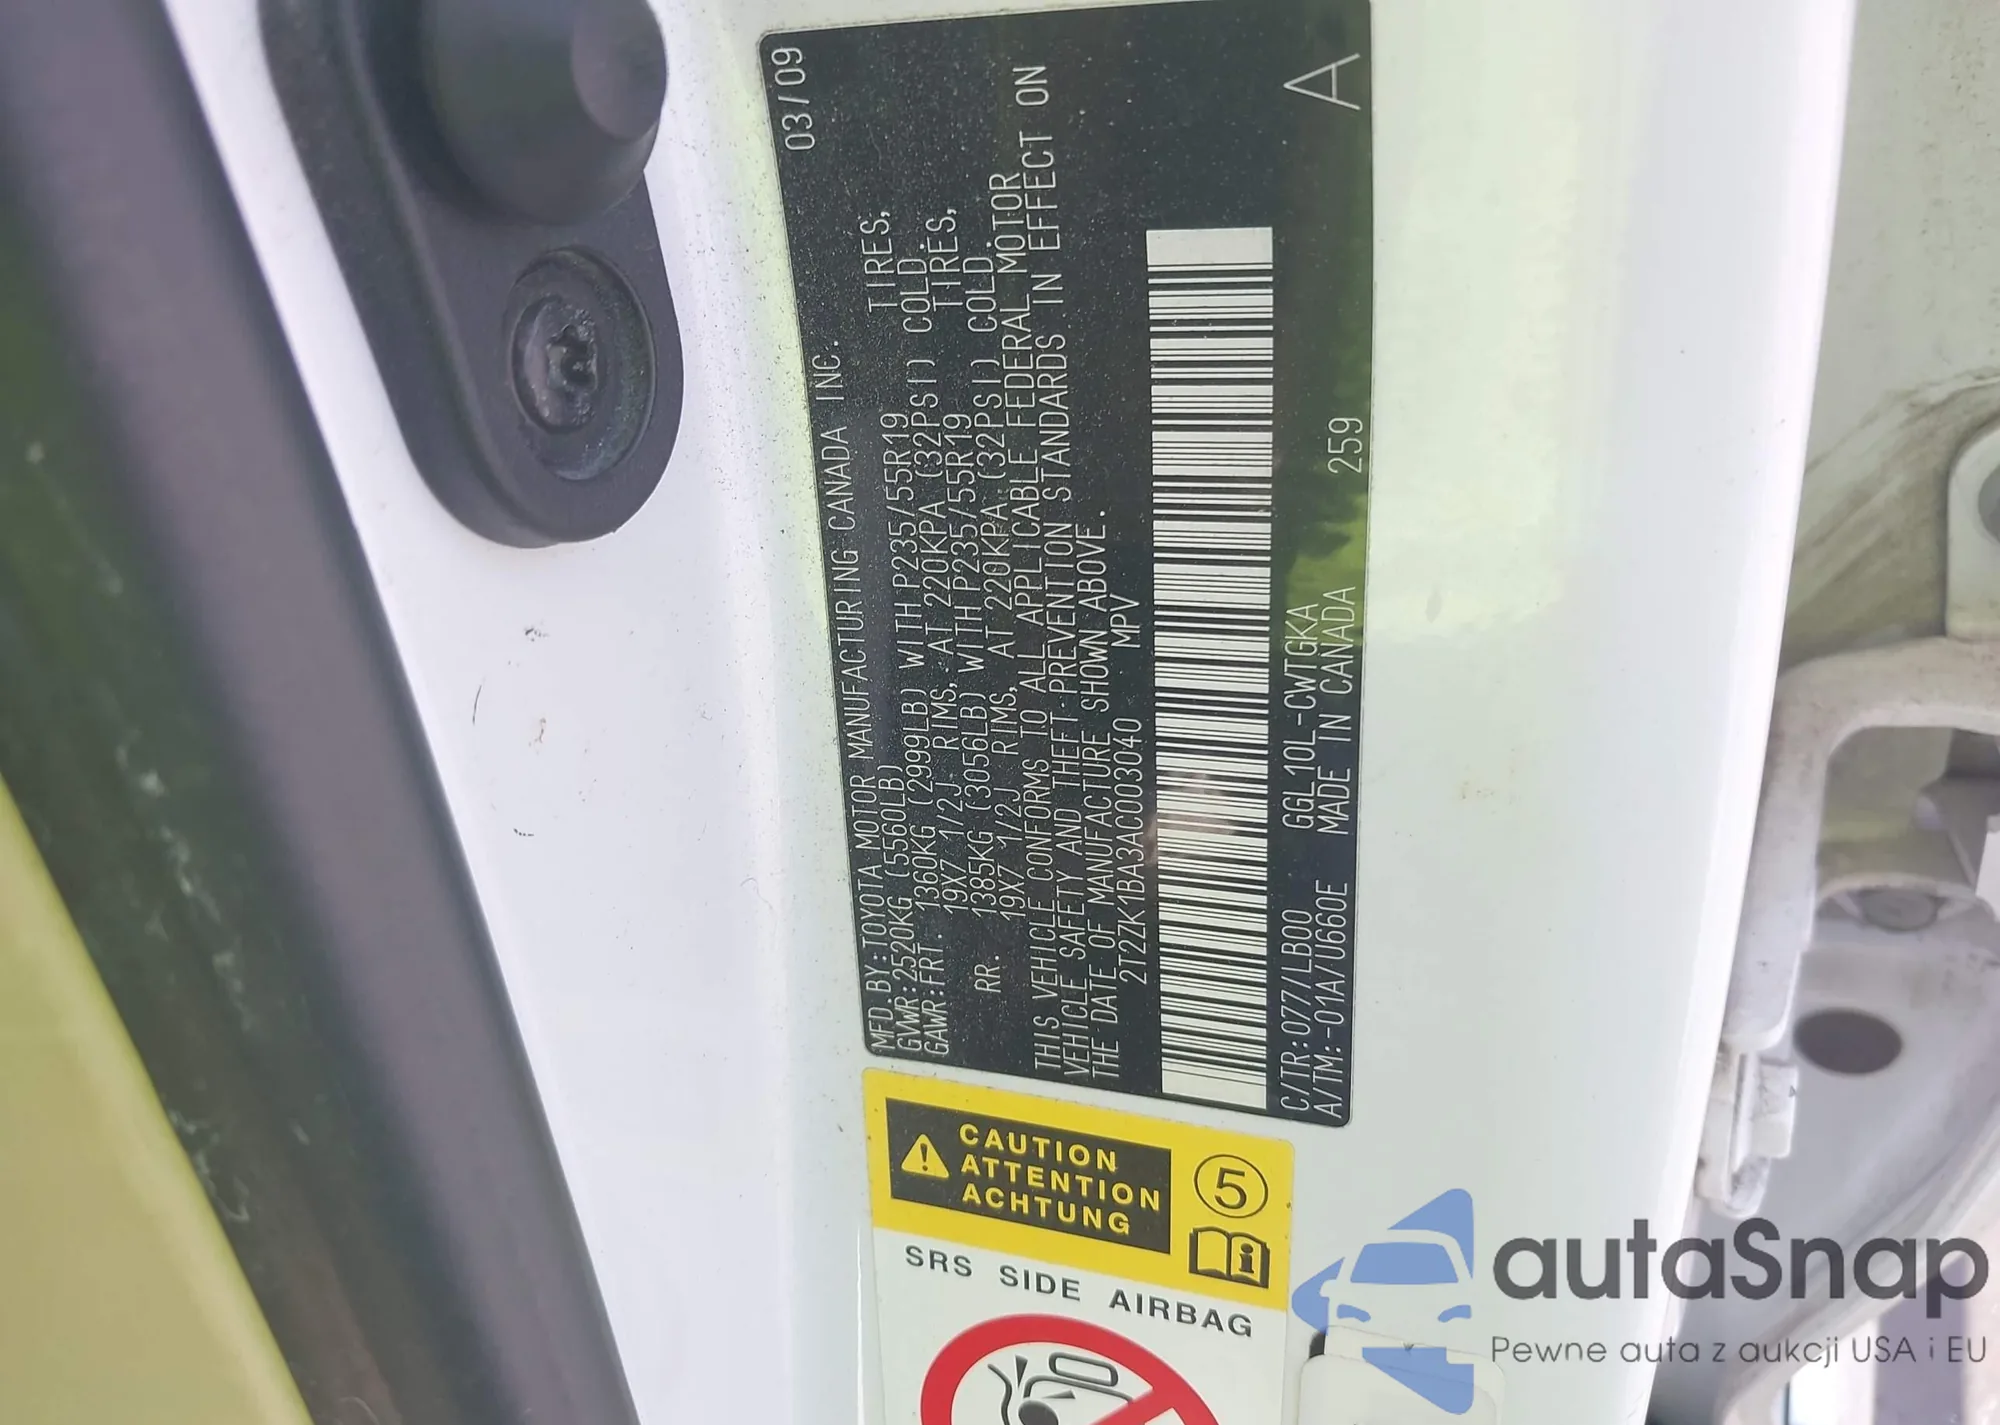 03/09
MFD.BY:TOYOTA MOTOR MANUFACTURING CANADA INC.
GVWR:2520KG (5560LB)
GAWR:FRT. 1360KG (2999LB) WITH P235/55R19 TIRES,
19X7 1/2J RIMS, AT 220KPA (32PSI) COLD.
RR. 1385KG (3056LB) WITH P235/55R19 TIRES,
19X7 1/2J RIMS, AT 220KPA (32PSI) COLD.
THIS VEHICLE CONFORMS TO ALL APPLICABLE FEDERAL MOTOR
VEHICLE SAFETY AND THEFT PREVENTION STANDARDS IN EFFECT ON
THE DATE OF MANUFACTURE SHOWN ABOVE.
2T2ZK1BA3AC003040 MPV
C/TR:077/LB00 GGL10L-CWTGKA
A/TM:-01A/U660E MADE IN CANADA 259
A
CAUTION
ATTENTION
ACHTUNG
5
SRS SIDE AIRBAG
autaSnap
Pewne auta z aukcji USA i EU